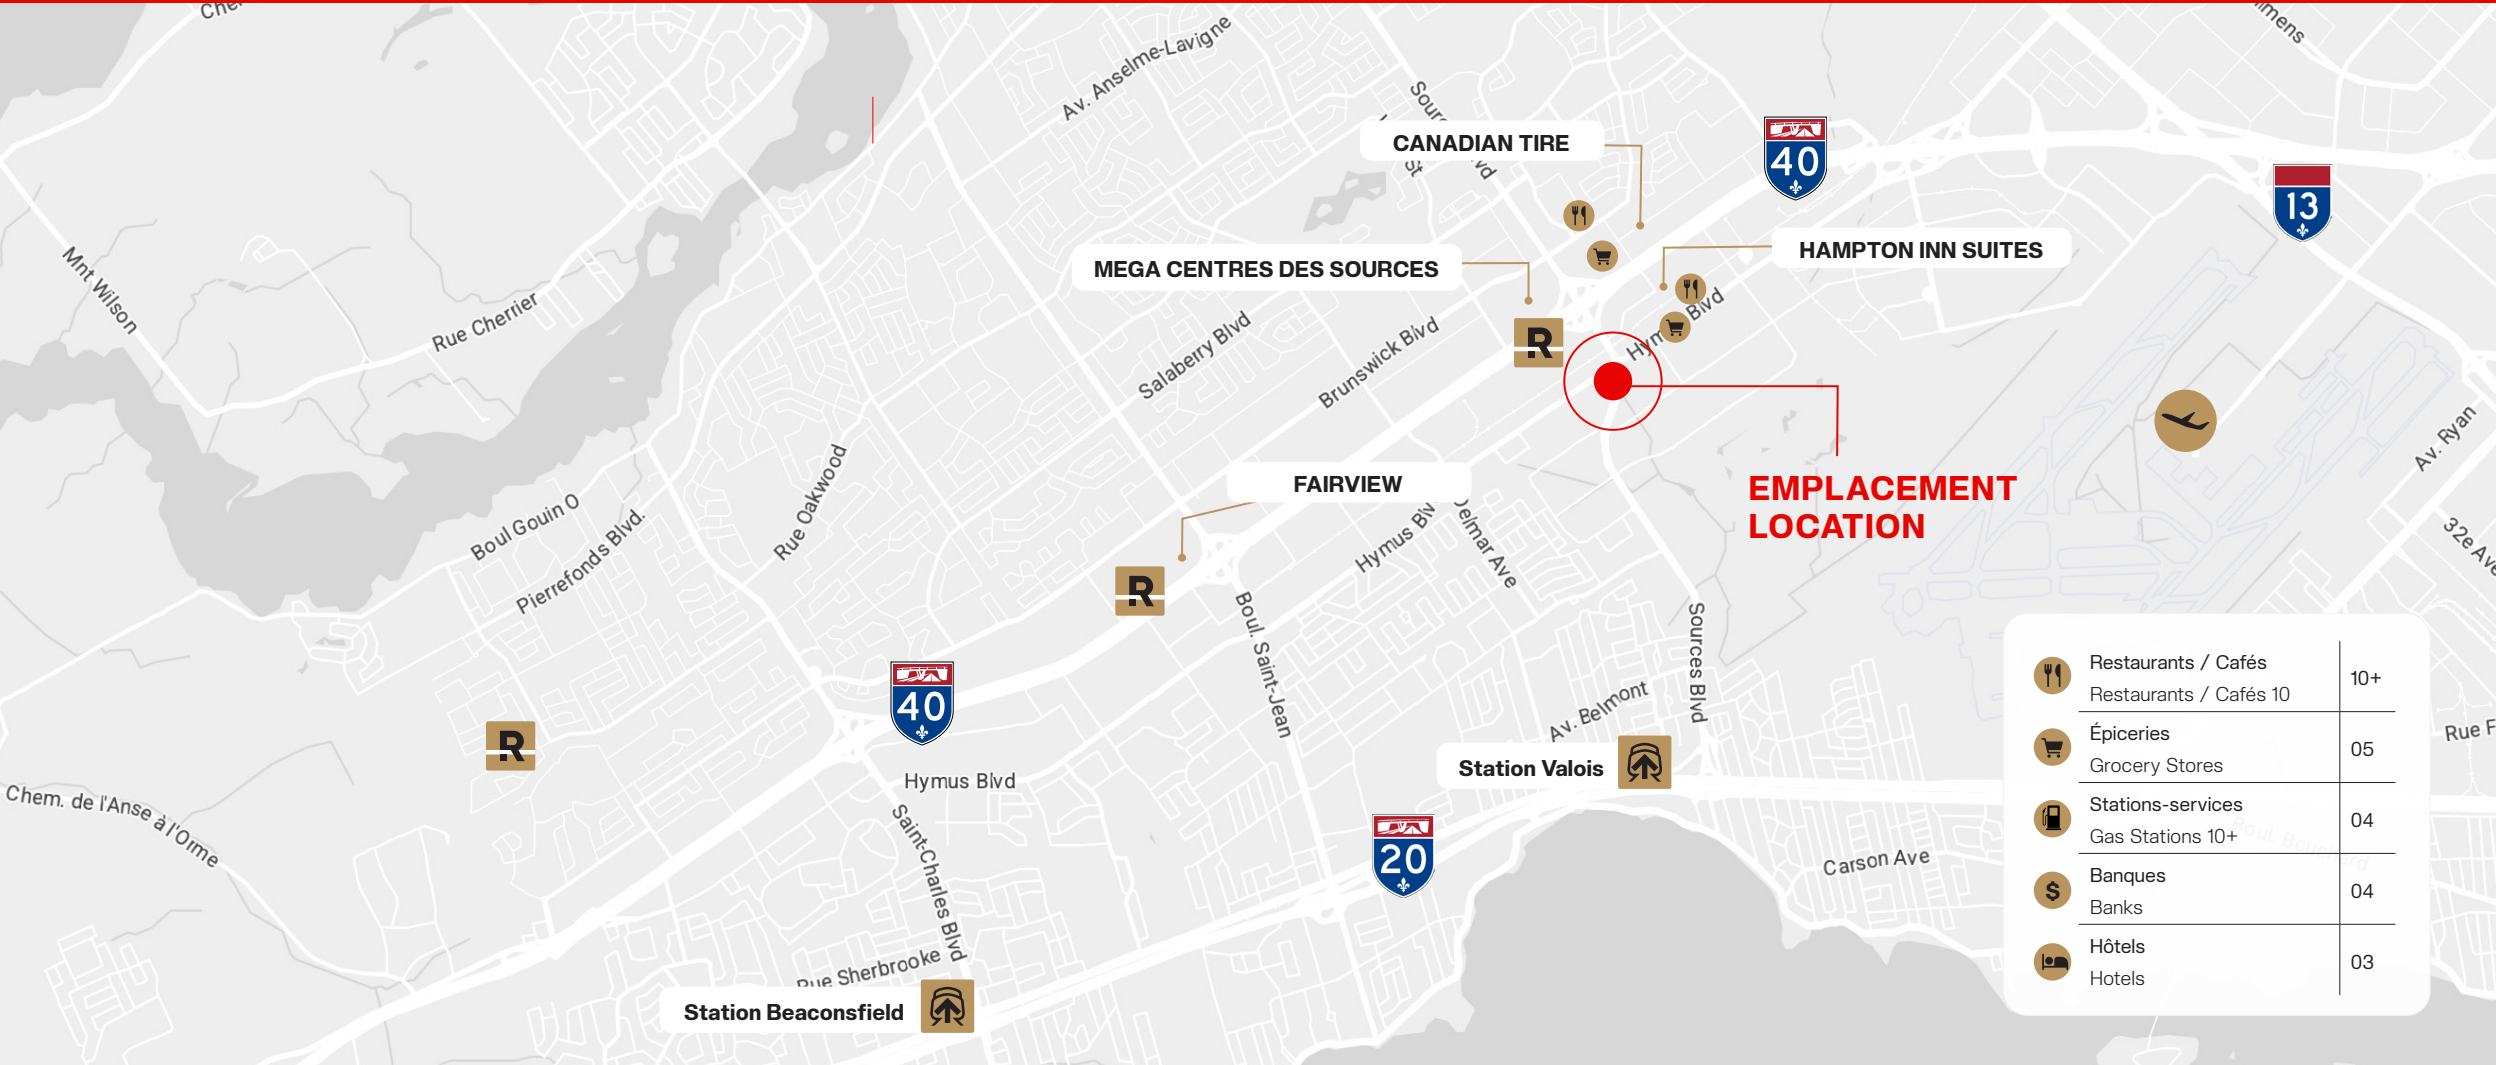 Av. Anselme-Lavigne
CANADIAN TIRE
40
13
MEGA CENTRES DES SOURCES
HAMPTON INN SUITES
Mnt Wilson
Rue Cherrier
Salaberry Blvd
Brunswick Blvd
R
Av. Ryan
FAIRVIEW
EMPLACEMENT
LOCATION
Boul Gouin O
Pierrefonds Blvd.
Rue Oakwood
Hymus
Delmar Ave
32e Ave
R
Boul. Saint-Jean
Sources Blvd
40
R
Av. Belmont
Station Valois
Hymus Blvd
Chem. de l'Anse à l'Orme
Saint-Charles Blvd
20
Carson Ave
Rue Sherbrooke
Station Beaconsfield
Restaurants / Cafés
Restaurants / Cafés 10
10+
Épiceries
Grocery Stores
05
Stations-services
Gas Stations 10+
04
Banques
Banks
04
Hôtels
Hotels
03